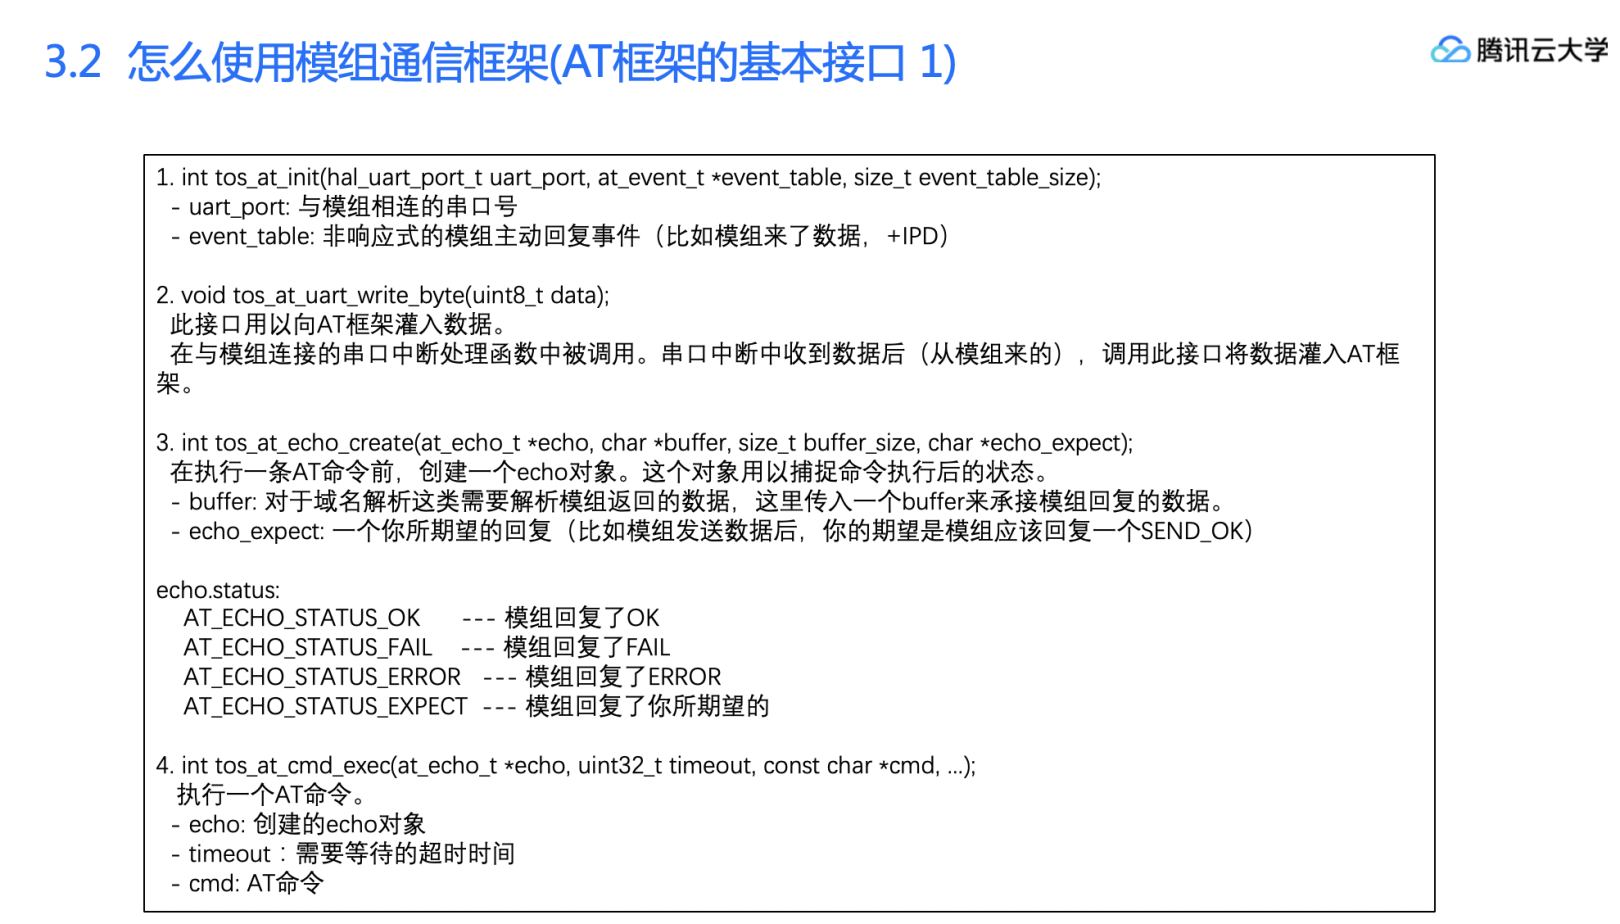 3.2 怎么使用模组通信框架(AT框架的基本接口 1)
腾讯云大学
1. int tos_at_init(hal_uart_port_t uart_port, at_event_t *event_table, size_t event_table_size);
- uart_port: 与模组相连的串口号
- event_table: 非响应式的模组主动回复事件（比如模组来了数据，+IPD）
2. void tos_at_uart_write_byte(uint8_t data);
此接口用以向AT框架灌入数据。
在与模组连接的串口中断处理函数中被调用。串口中断中收到数据后（从模组来的），调用此接口将数据灌入AT框
架。
3. int tos_at_echo_create(at_echo_t *echo, char *buffer, size_t buffer_size, char *echo_expect);
在执行一条AT命令前，创建一个echo对象。这个对象用以捕捉命令执行后的状态。
- buffer: 对于域名解析这类需要解析模组返回的数据，这里传入一个buffer来承接模组回复的数据。
- echo_expect: 一个你所期望的回复（比如模组发送数据后，你的期望是模组应该回复一个SEND_OK）
echo.status:
AT_ECHO_STATUS_OK --- 模组回复了OK
AT_ECHO_STATUS_FAIL --- 模组回复了FAIL
AT_ECHO_STATUS_ERROR --- 模组回复了ERROR
AT_ECHO_STATUS_EXPECT --- 模组回复了你所期望的
4. int tos_at_cmd_exec(at_echo_t *echo, uint32_t timeout, const char *cmd, ...);
执行一个AT命令。
- echo: 创建的echo对象
- timeout：需要等待的超时时间
- cmd: AT命令